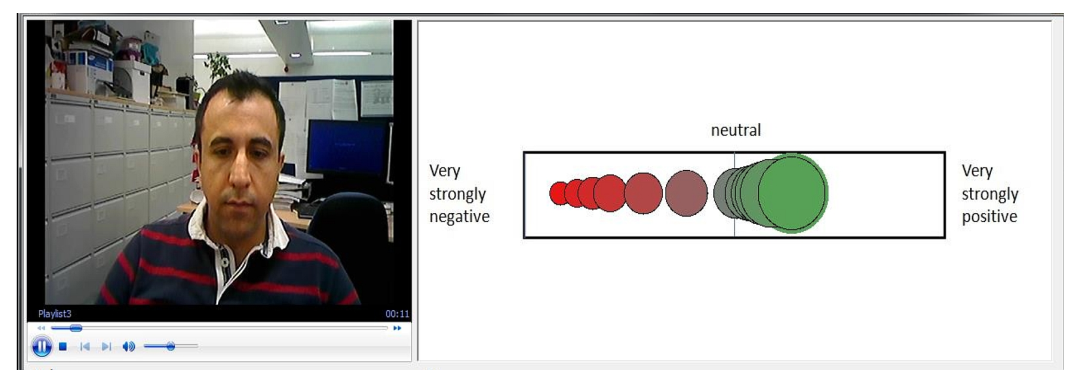 Playlist3
00:11
neutral
Very
strongly
negative
Very
strongly
positive